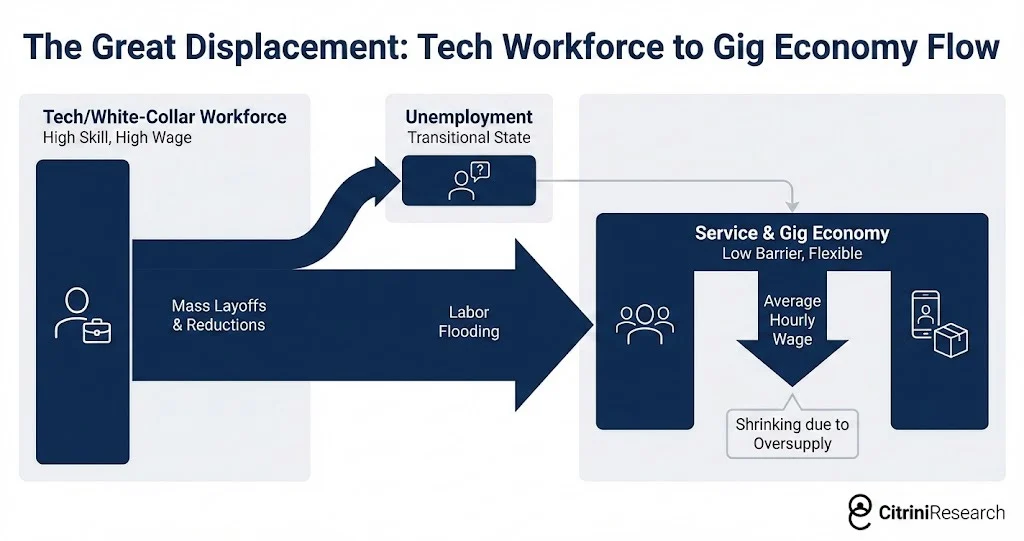 The Great Displacement: Tech Workforce to Gig Economy Flow
Tech/White-Collar Workforce
High Skill, High Wage
Unemployment
Transitional State
?
Mass Layoffs
& Reductions
Labor
Flooding
Service & Gig Economy
Low Barrier, Flexible
Average
Hourly
Wage
Shrinking due to
Oversupply
CitriniResearch